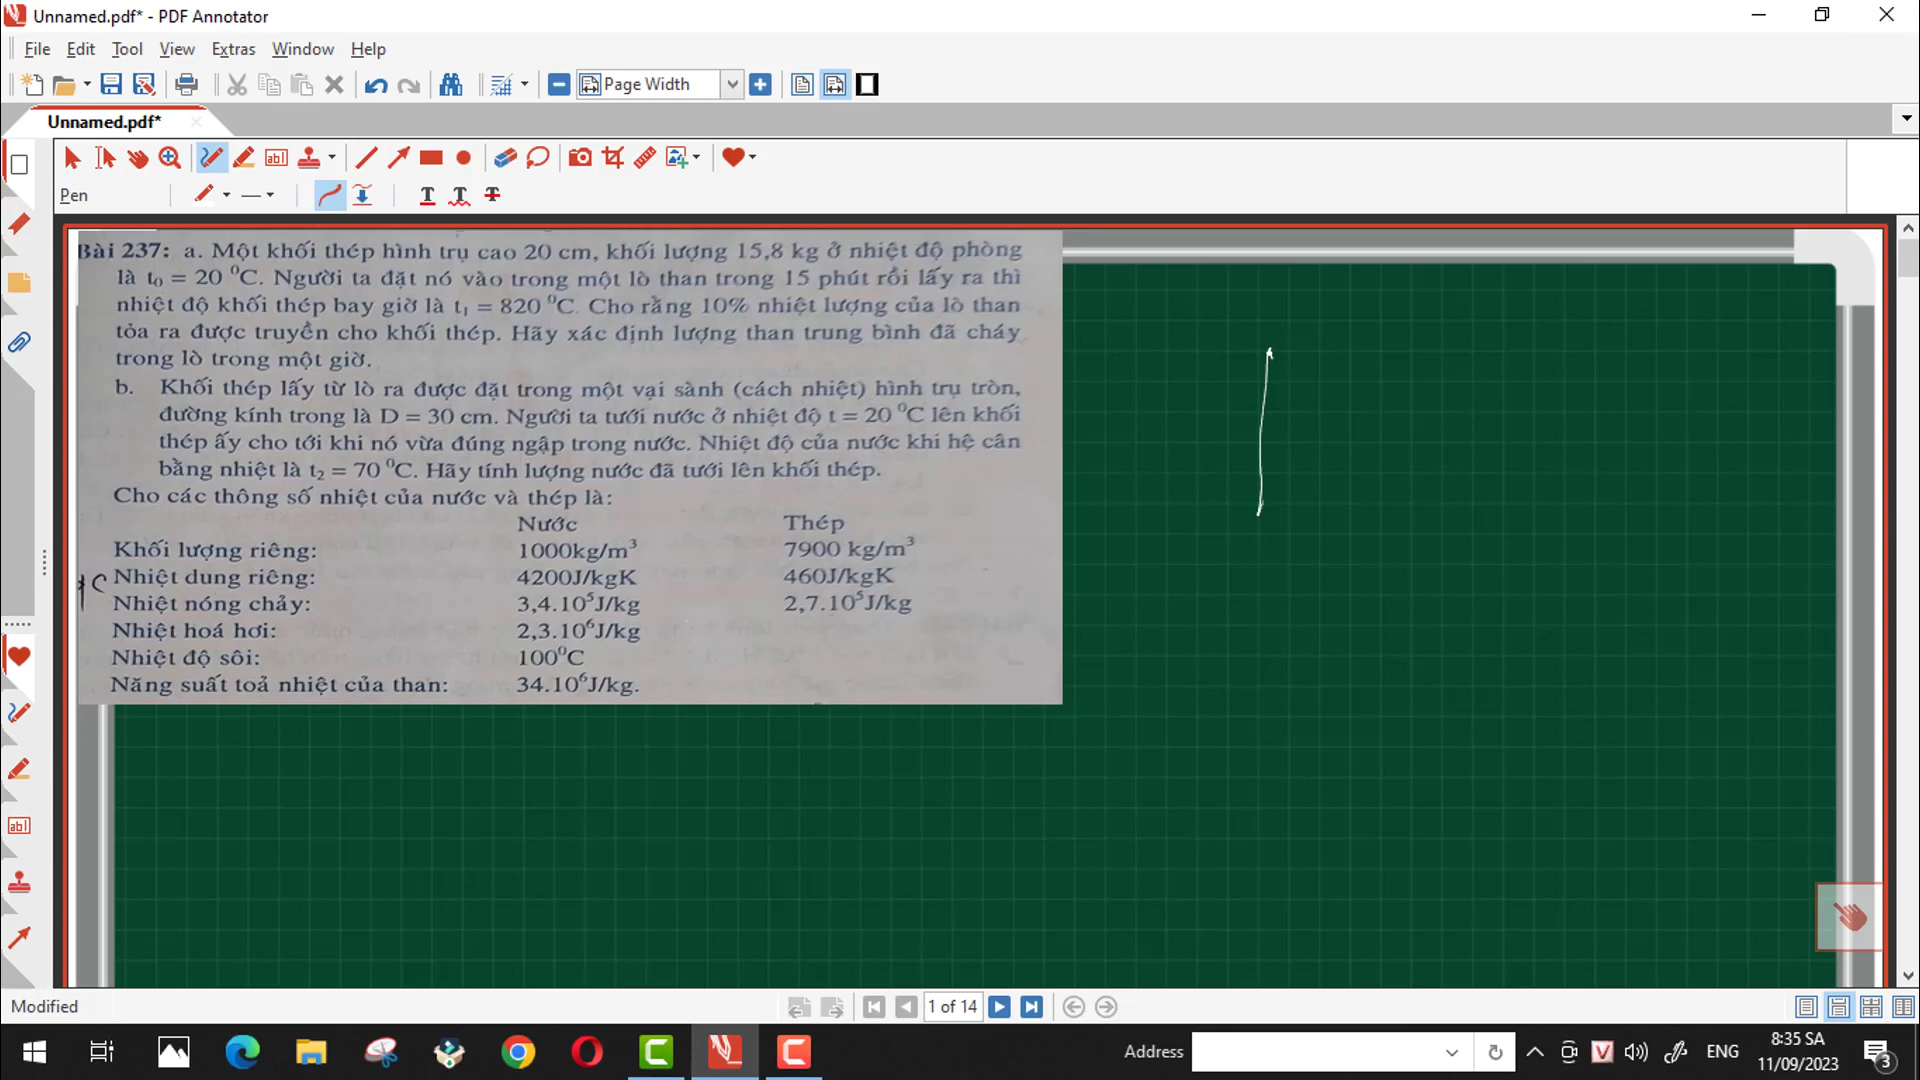 Unnamed.pdf* - PDF Annotator
File Edit Tool View Extras Window Help
Page Width
Unnamed.pdf*
Pen
Bài 237: a. Một khối thép hình trụ cao 20 cm, khối lượng 15,8 kg ở nhiệt độ phòng
là t₀ = 20 ⁰C. Người ta đặt nó vào trong một lò than trong 15 phút rồi lấy ra thì
nhiệt độ khối thép bay giờ là t₁ = 820 ⁰C. Cho rằng 10% nhiệt lượng của lò than
tỏa ra được truyền cho khối thép. Hãy xác định lượng than trung bình đã cháy
trong lò trong một giờ.
b. Khối thép lấy từ lò ra được đặt trong một vại sành (cách nhiệt) hình trụ tròn,
đường kính trong là D = 30 cm. Người ta tưới nước ở nhiệt độ t = 20 ⁰C lên khối
thép ấy cho tới khi nó vừa đúng ngập trong nước. Nhiệt độ của nước khi hệ cân
bằng nhiệt là t₂ = 70 ⁰C. Hãy tính lượng nước đã tưới lên khối thép.
Cho các thông số nhiệt của nước và thép là:
Nước Thép
Khối lượng riêng: 1000kg/m³ 7900 kg/m³
Nhiệt dung riêng: 4200J/kgK 460J/kgK
Nhiệt nóng chảy: 3,4.10⁵J/kg 2,7.10⁵J/kg
Nhiệt hoá hơi: 2,3.10⁶J/kg
Nhiệt độ sôi: 100⁰C
Năng suất toả nhiệt của than: 34.10⁶J/kg.
Modified
1 of 14
Address
ENG
8:35 SA
11/09/2023
3